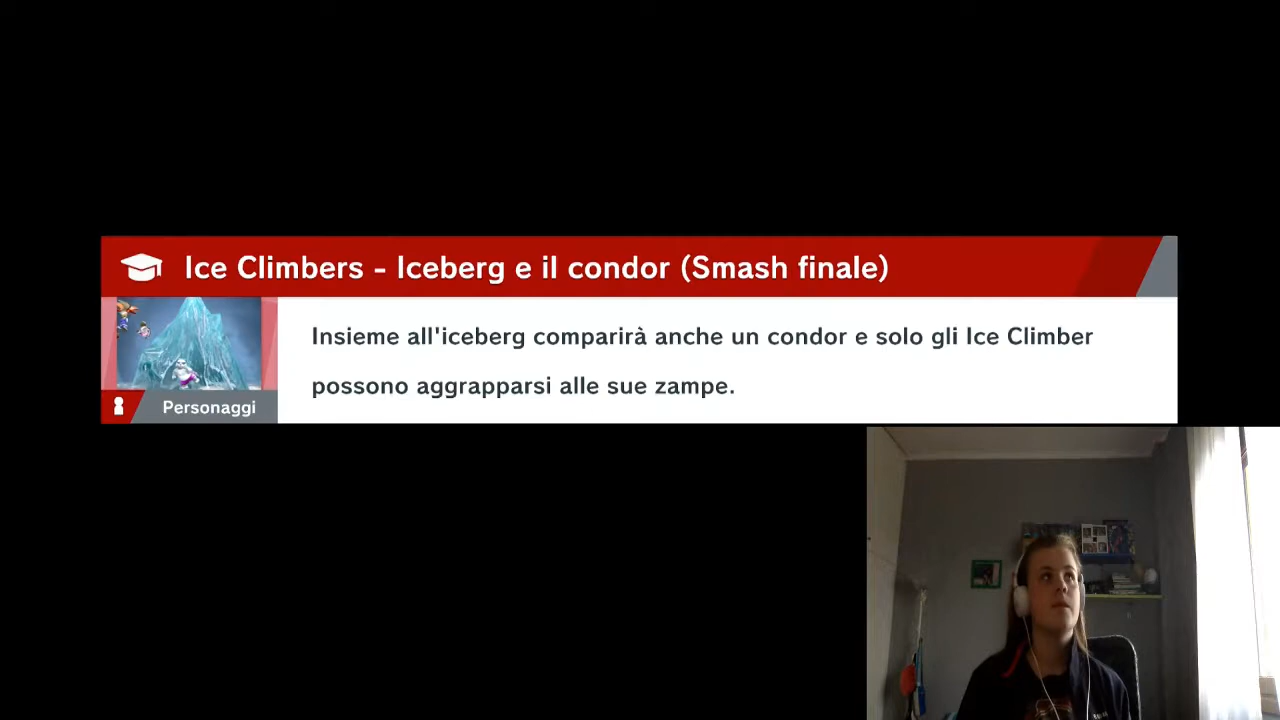 Ice Climbers - Iceberg e il condor (Smash finale)
Insieme all'iceberg comparirà anche un condor e solo gli Ice Climber
possono aggrapparsi alle sue zampe.
Personaggi